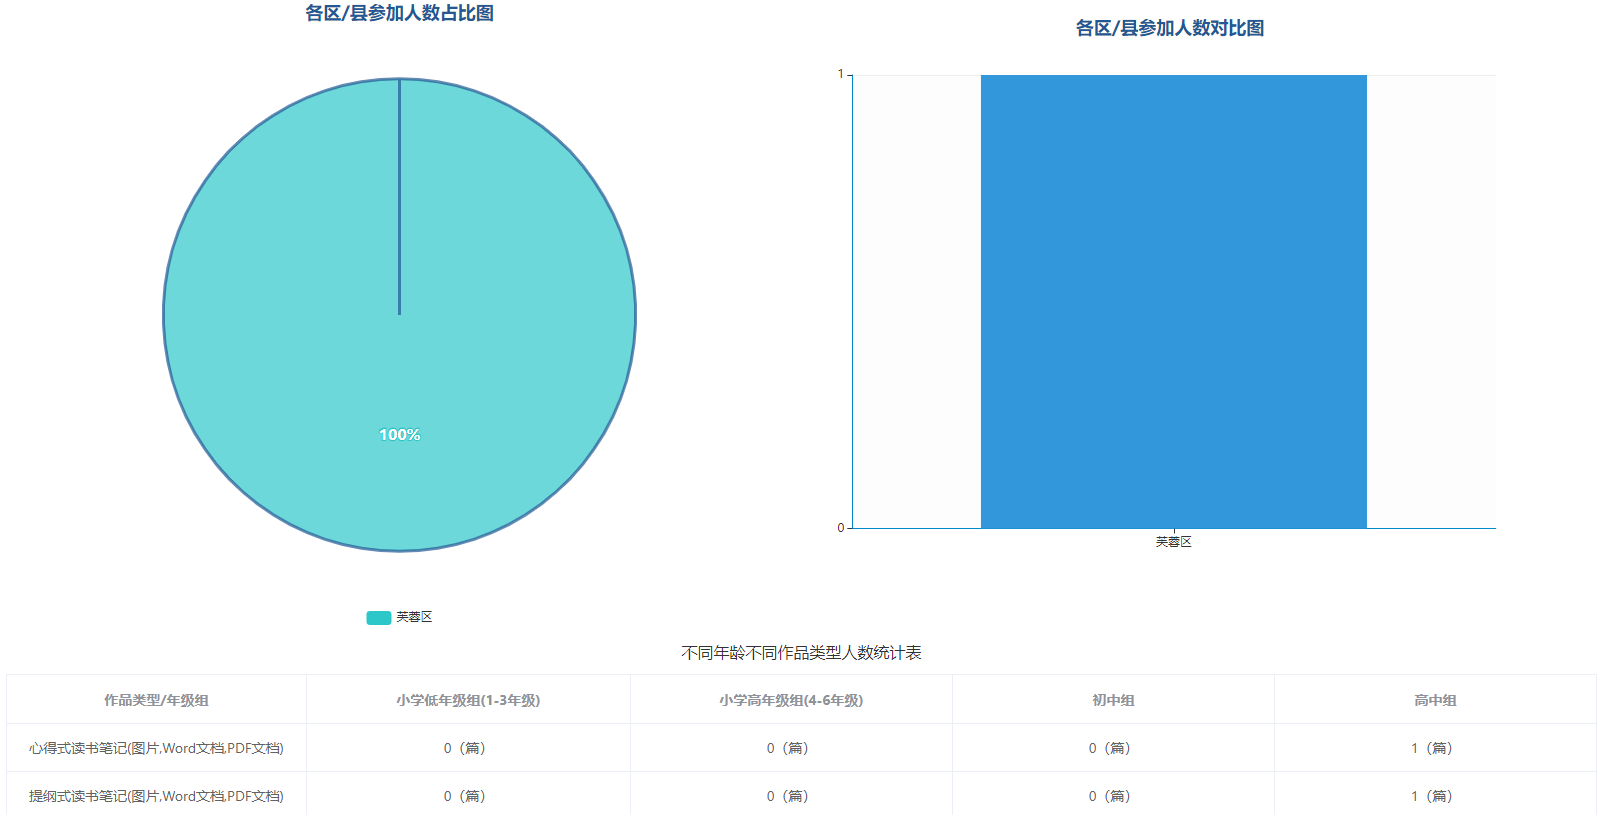 各区/县参加人数占比图
100%
芙蓉区
各区/县参加人数对比图
1
0
芙蓉区
不同年龄不同作品类型人数统计表
作品类型/年级组 小学低年级组(1-3年级) 小学高年级组(4-6年级) 初中组 高中组
心得式读书笔记(图片,Word文档,PDF文档) 0（篇） 0（篇） 0（篇） 1（篇）
提纲式读书笔记(图片,Word文档,PDF文档) 0（篇） 0（篇） 0（篇） 1（篇）